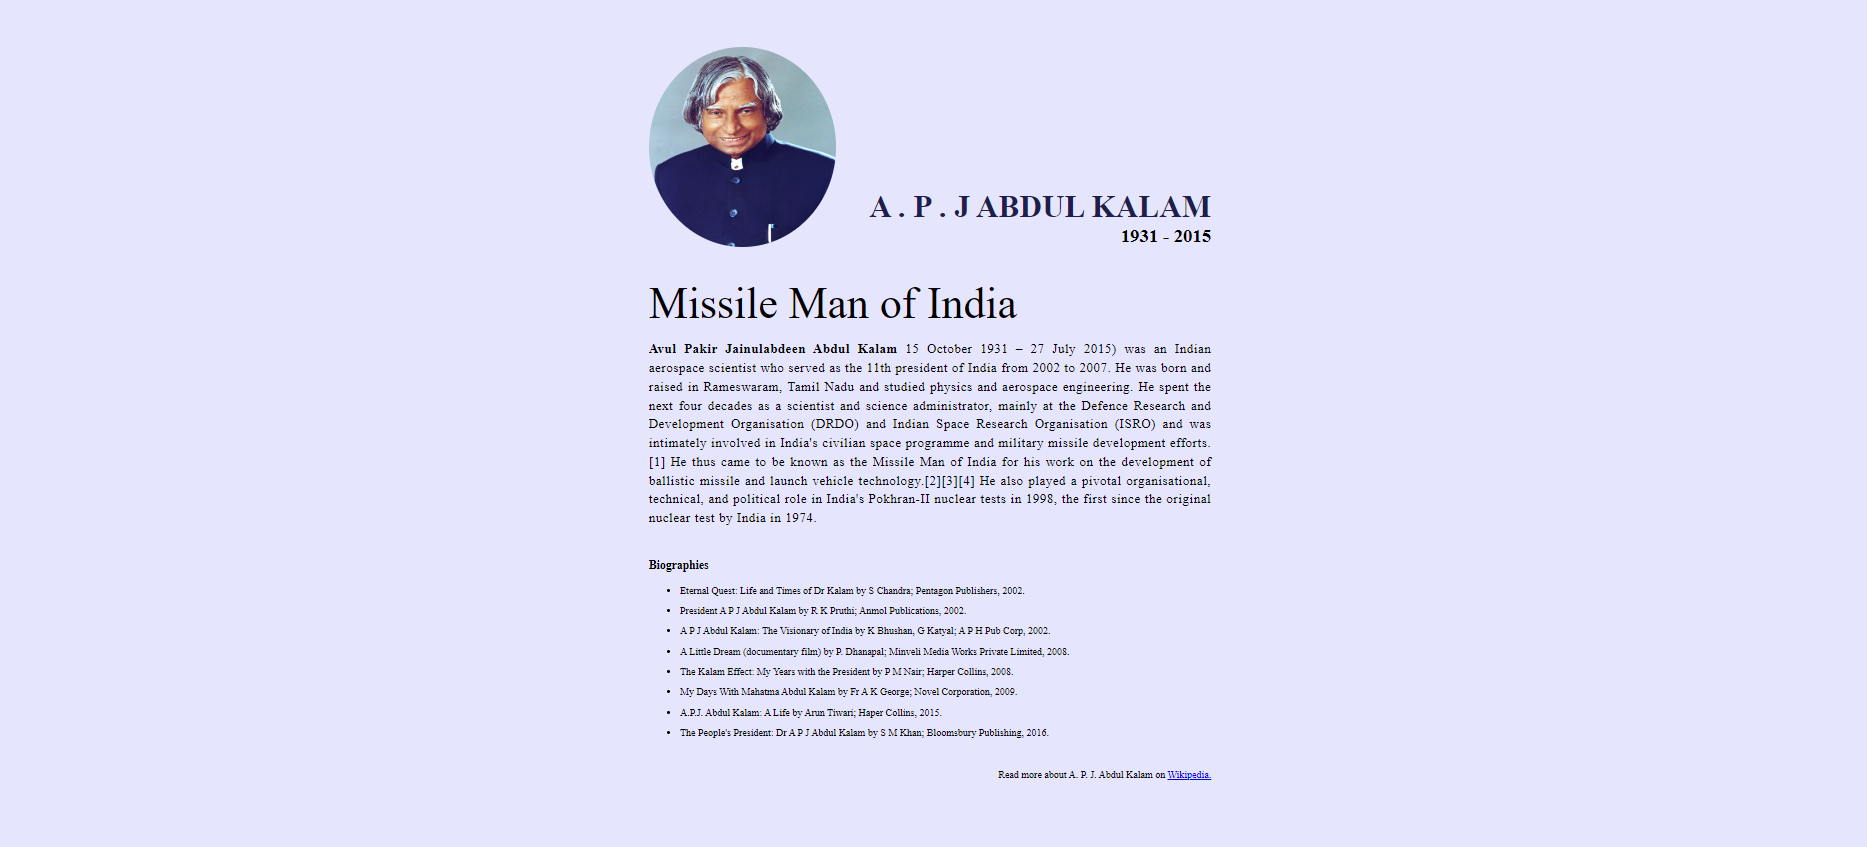 A . P . J ABDUL KALAM
1931 - 2015
Missile Man of India
Avul Pakir Jainulabdeen Abdul Kalam 15 October 1931 – 27 July 2015) was an Indian
aerospace scientist who served as the 11th president of India from 2002 to 2007. He was born and
raised in Rameswaram, Tamil Nadu and studied physics and aerospace engineering. He spent the
next four decades as a scientist and science administrator, mainly at the Defence Research and
Development Organisation (DRDO) and Indian Space Research Organisation (ISRO) and was
intimately involved in India's civilian space programme and military missile development efforts.
[1] He thus came to be known as the Missile Man of India for his work on the development of
ballistic missile and launch vehicle technology.[2][3][4] He also played a pivotal organisational,
technical, and political role in India's Pokhran-II nuclear tests in 1998, the first since the original
nuclear test by India in 1974.
Biographies
• Eternal Quest: Life and Times of Dr Kalam by S Chandra; Pentagon Publishers, 2002.
• President A P J Abdul Kalam by R K Pruthi; Anmol Publications, 2002.
• A P J Abdul Kalam: The Visionary of India by K Bhushan, G Katyal; A P H Pub Corp, 2002.
• A Little Dream (documentary film) by P. Dhanapal; Minveli Media Works Private Limited, 2008.
• The Kalam Effect: My Years with the President by P M Nair; Harper Collins, 2008.
• My Days With Mahatma Abdul Kalam by Fr A K George; Novel Corporation, 2009.
• A.P.J. Abdul Kalam: A Life by Arun Tiwari; Haper Collins, 2015.
• The People's President: Dr A P J Abdul Kalam by S M Khan; Bloomsbury Publishing, 2016.
Read more about A. P. J. Abdul Kalam on Wikipedia.